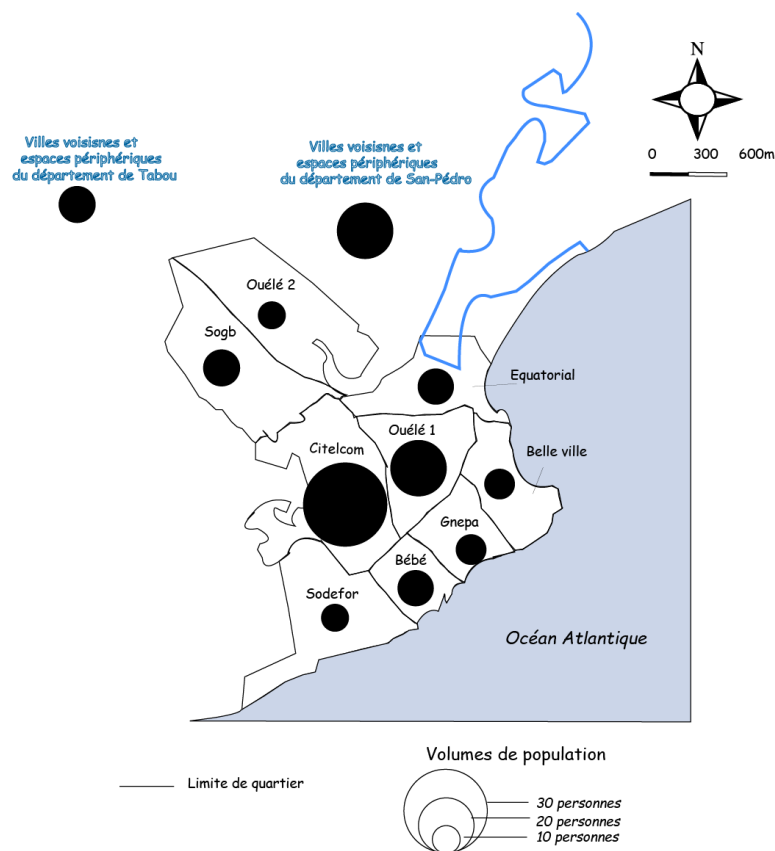 N
0 300 600m
Villes voisisnes et
espaces périphériques
du département de Tabou
Villes voisisnes et
espaces périphériques
du département de San-Pédro
Ouélé 2
Sogb
Equatorial
Ouélé 1
Citelcom
Belle ville
Gnepa
Bébé
Sodefor
Océan Atlantique
Volumes de population
Limite de quartier
30 personnes
20 personnes
10 personnes